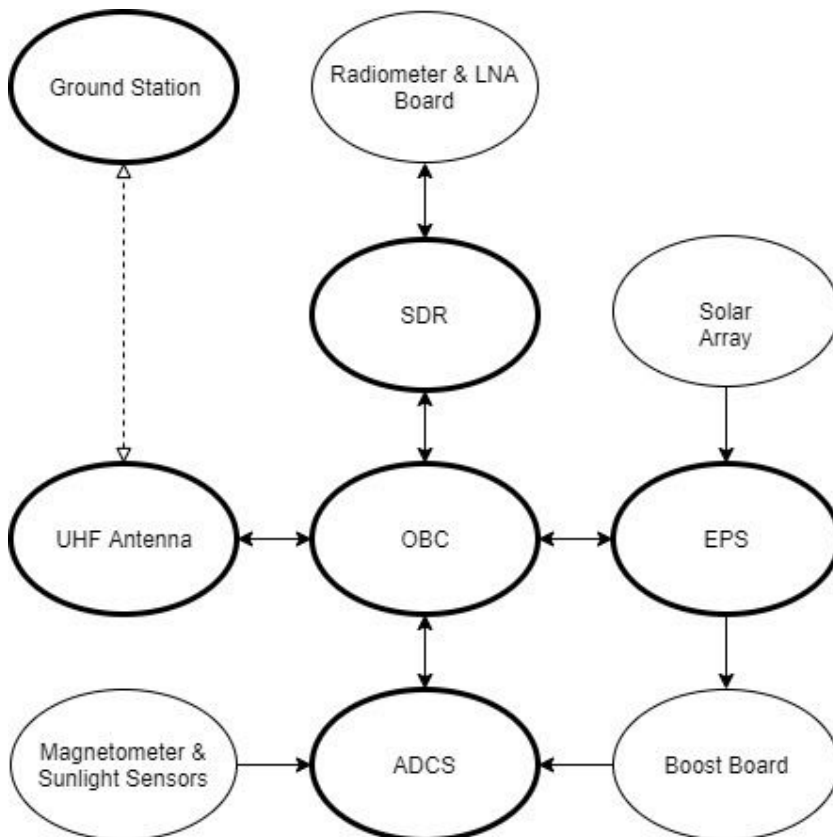 Ground Station
Radiometer & LNA
Board
SDR
Solar
Array
UHF Antenna
OBC
EPS
Magnetometer &
Sunlight Sensors
ADCS
Boost Board